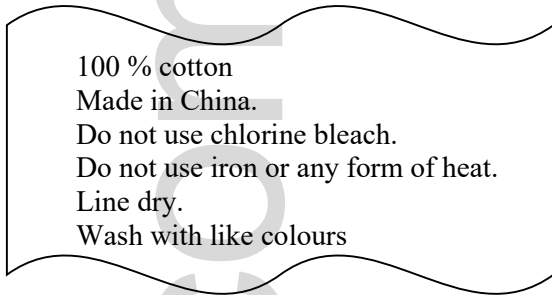 100 % cotton
Made in China.
Do not use chlorine bleach.
Do not use iron or any form of heat.
Line dry.
Wash with like colours